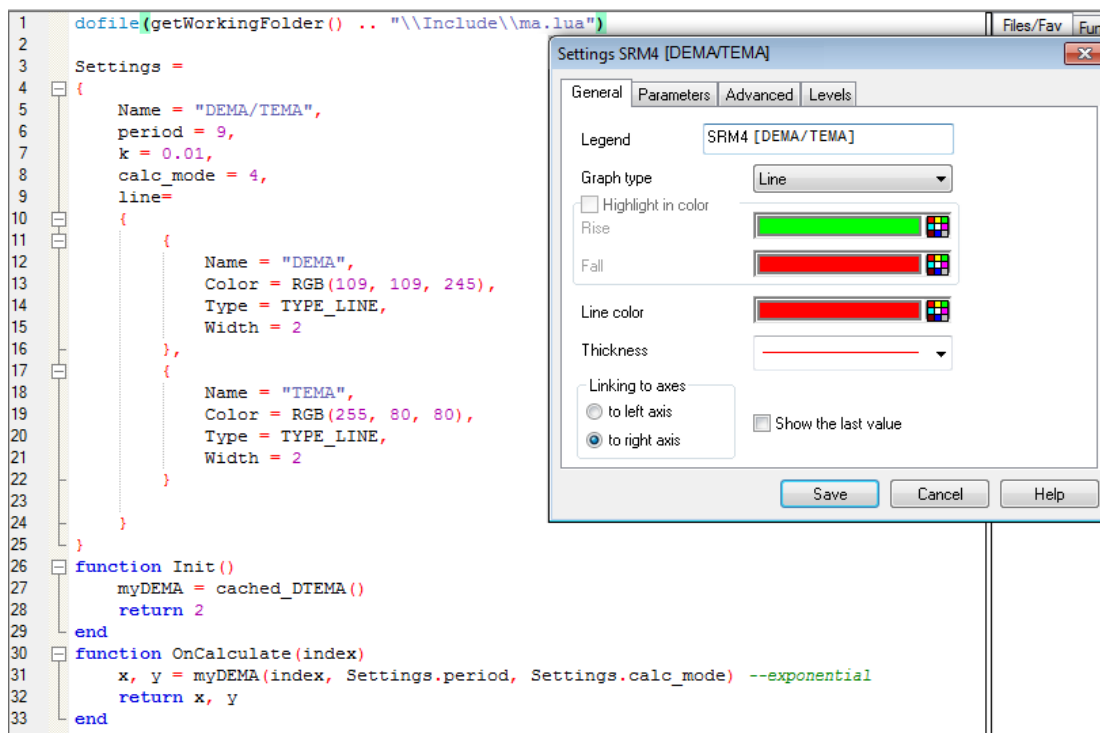 1 dofile(getWorkingFolder() .. "\\Include\\ma.lua")
2
3 Settings =
4 {
5 Name = "DEMA/TEMA",
6 period = 9,
7 k = 0.01,
8 calc_mode = 4,
9 line=
10 {
11 {
12 Name = "DEMA",
13 Color = RGB(109, 109, 245),
14 Type = TYPE_LINE,
15 Width = 2
16 },
17 {
18 Name = "TEMA",
19 Color = RGB(255, 80, 80),
20 Type = TYPE_LINE,
21 Width = 2
22 }
23
24 }
25 }
26 function Init()
27 myDEMA = cached_DTEMA()
28 return 2
29 end
30 function OnCalculate(index)
31 x, y = myDEMA(index, Settings.period, Settings.calc_mode) --exponential
32 return x, y
33 end
Files/Fav Fun
Settings SRM4 [DEMA/TEMA]
General Parameters Advanced Levels
Legend SRM4 [DEMA/TEMA]
Graph type Line
Highlight in color
Rise
Fall
Line color
Thickness
Linking to axes
to left axis
to right axis
Show the last value
Save Cancel Help